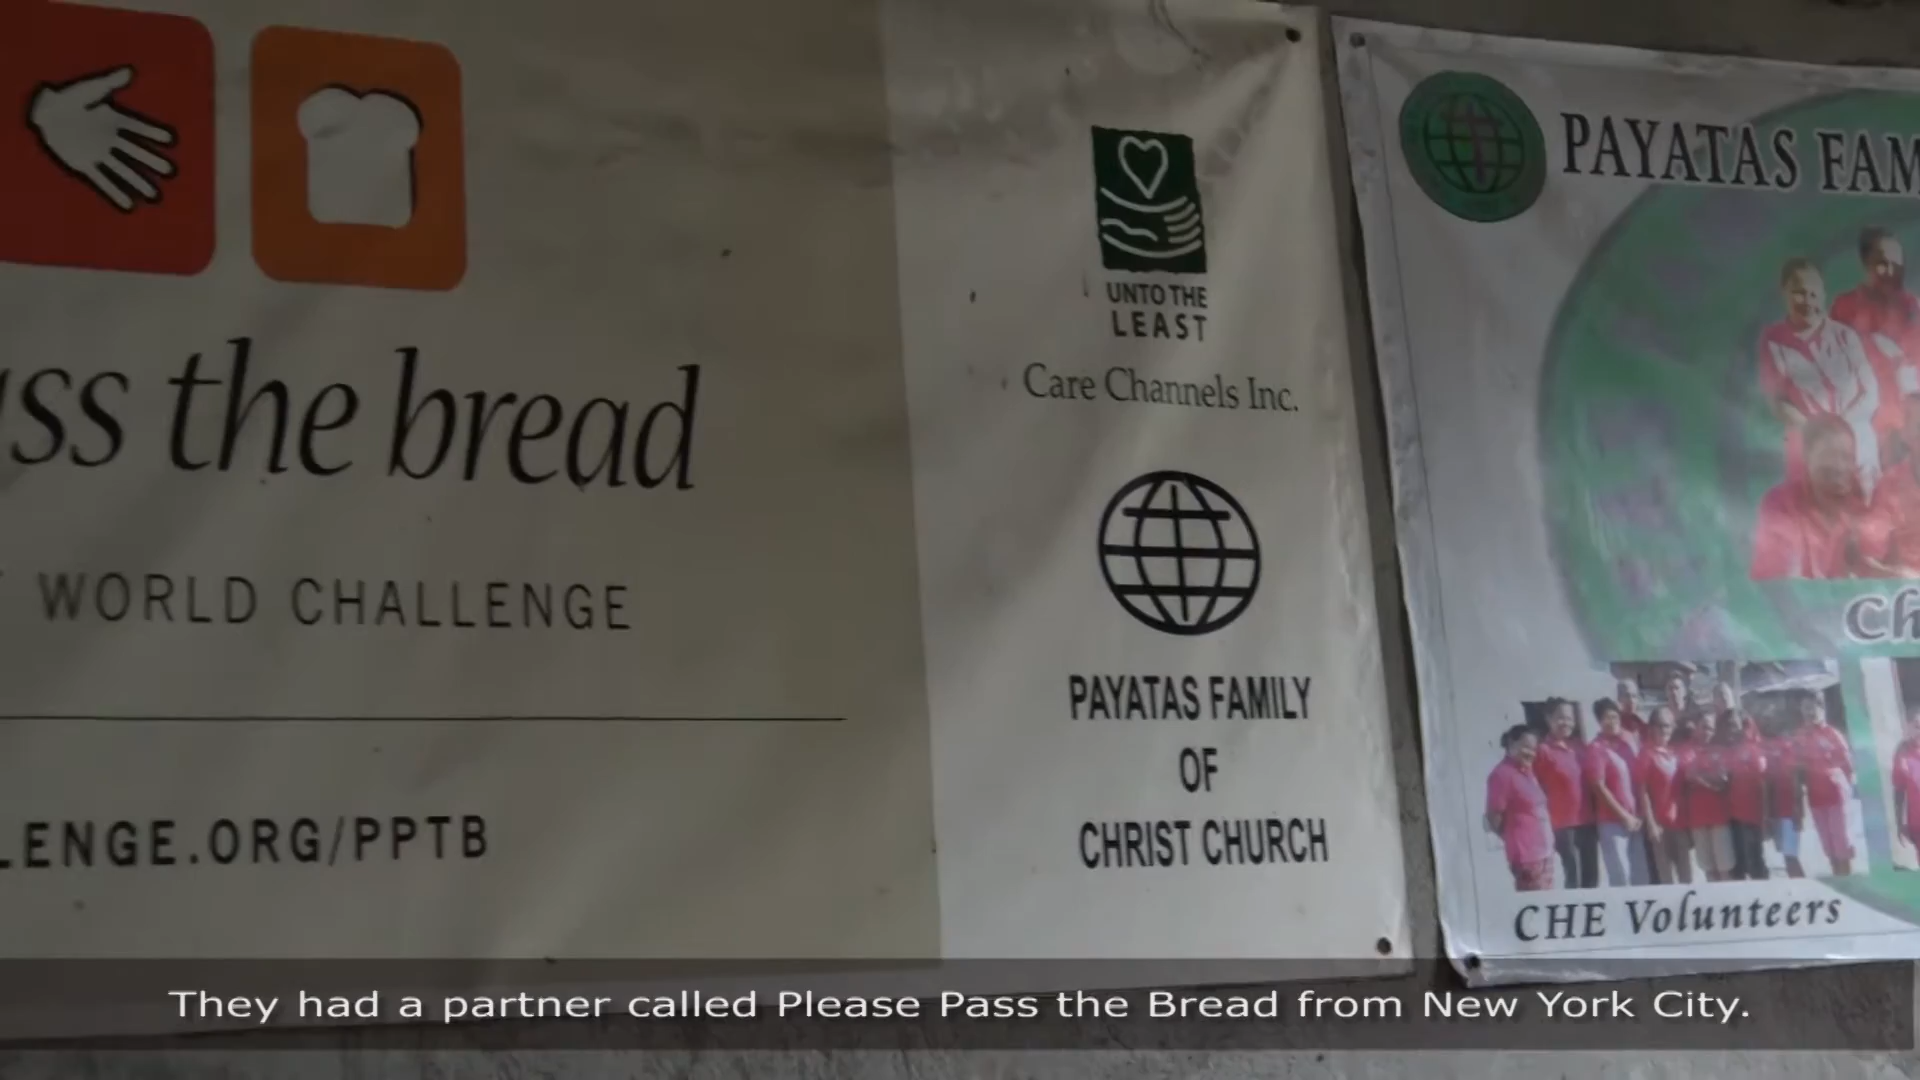 ss the bread
WORLD CHALLENGE
LENGE.ORG/PPTB
UNTO THE
LEAST
Care Channels Inc.
PAYATAS FAMILY
OF
CHRIST CHURCH
PAYATAS FAM
Ch
CHE Volunteers
They had a partner called Please Pass the Bread from New York City.